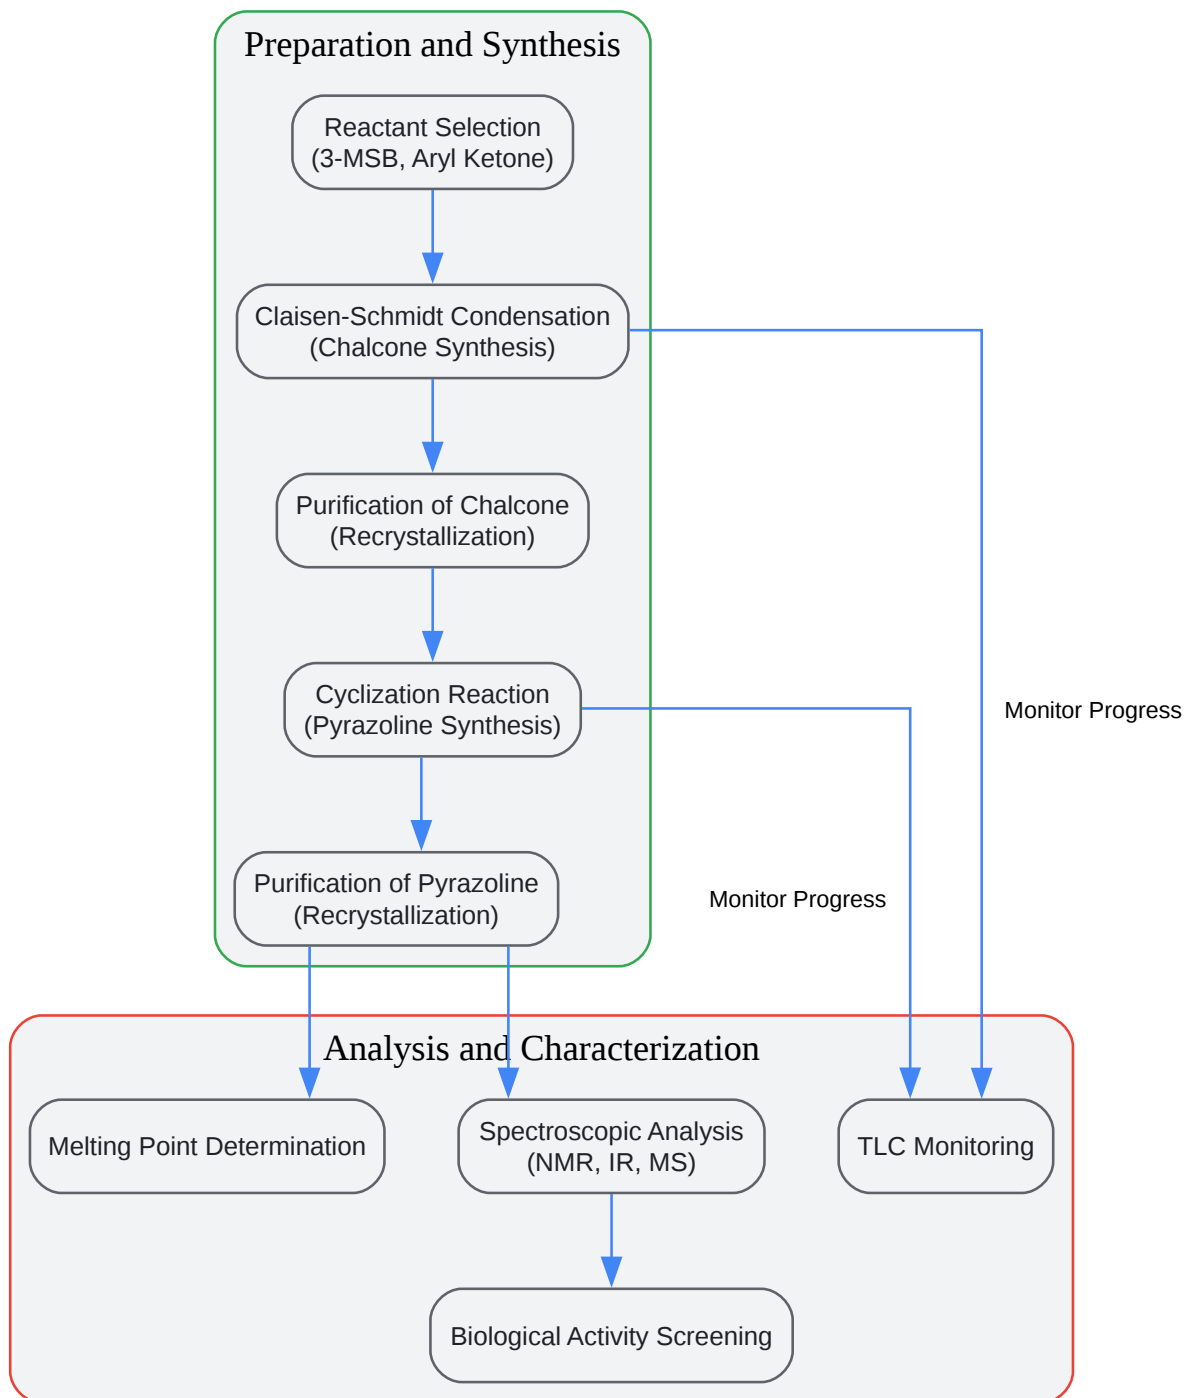 Preparation and Synthesis
Reactant Selection
(3-MSB, Aryl Ketone)
Claisen-Schmidt Condensation
(Chalcone Synthesis)
Purification of Chalcone
(Recrystallization)
Cyclization Reaction
(Pyrazoline Synthesis)
Monitor Progress
Purification of Pyrazoline
(Recrystallization)
Monitor Progress
Analysis and Characterization
Melting Point Determination
Spectroscopic Analysis
(NMR, IR, MS)
TLC Monitoring
Biological Activity Screening